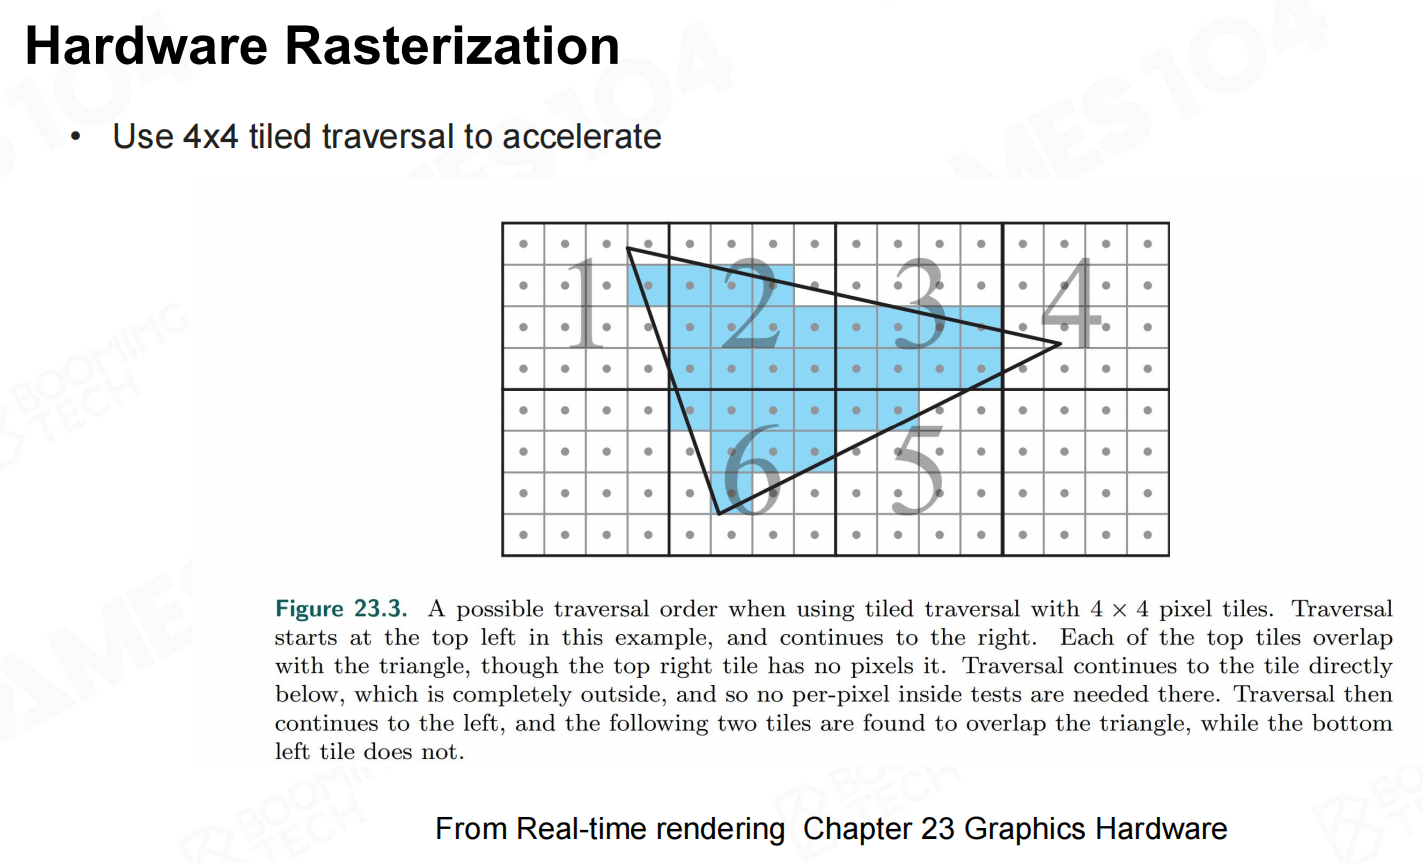 Hardware Rasterization
• Use 4x4 tiled traversal to accelerate
1 2 3 4
6 5
Figure 23.3. A possible traversal order when using tiled traversal with 4 × 4 pixel tiles. Traversal
starts at the top left in this example, and continues to the right. Each of the top tiles overlap
with the triangle, though the top right tile has no pixels it. Traversal continues to the tile directly
below, which is completely outside, and so no per-pixel inside tests are needed there. Traversal then
continues to the left, and the following two tiles are found to overlap the triangle, while the bottom
left tile does not.
From Real-time rendering Chapter 23 Graphics Hardware